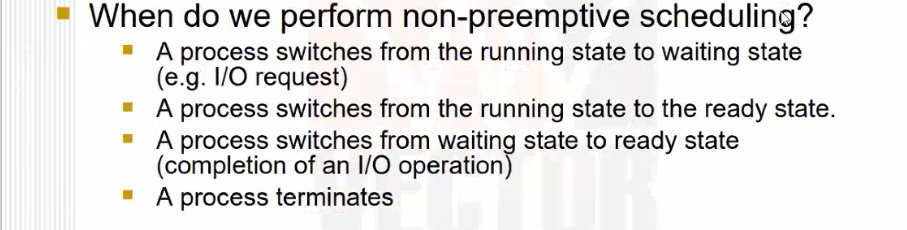 When do we perform non-preemptive scheduling?
A process switches from the running state to waiting state
(e.g. I/O request)
A process switches from the running state to the ready state.
A process switches from waiting state to ready state
(completion of an I/O operation)
A process terminates
VECTOR